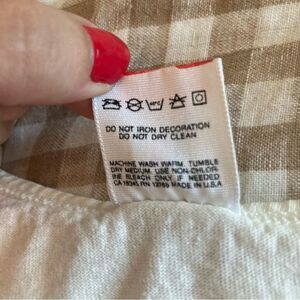 DO NOT IRON DECORATION
DO NOT DRY CLEAN
MACHINE WASH WARM. TUMBLE
DRY MEDIUM. USE NON-CHLOR-
INE BLEACH ONLY IF NEEDED
CA 18345 RN 13765 MADE IN U.S.A